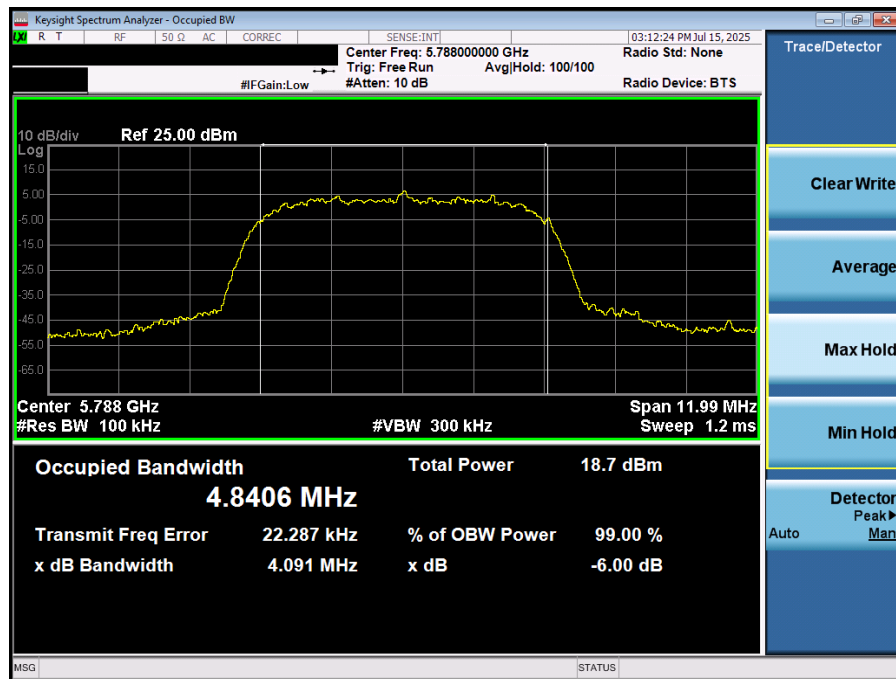 Keysight Spectrum Analyzer - Occupied BW
LXI R T RF 50 Ω AC CORREC SENSE:INT 03:12:24 PM Jul 15, 2025
Center Freq: 5.788000000 GHz Radio Std: None
Trig: Free Run Avg|Hold: 100/100
#IFGain:Low #Atten: 10 dB Radio Device: BTS
Trace/Detector
10 dB/div Ref 25.00 dBm
Log
15.0
5.00
-5.00
-15.0
-25.0
-35.0
-45.0
-55.0
-65.0
Center 5.788 GHz Span 11.99 MHz
#Res BW 100 kHz #VBW 300 kHz Sweep 1.2 ms
Occupied Bandwidth Total Power 18.7 dBm
4.8406 MHz
Transmit Freq Error 22.287 kHz % of OBW Power 99.00 %
x dB Bandwidth 4.091 MHz x dB -6.00 dB
Clear Write
Average
Max Hold
Min Hold
Detector
Peak▶
Auto Man
MSG STATUS